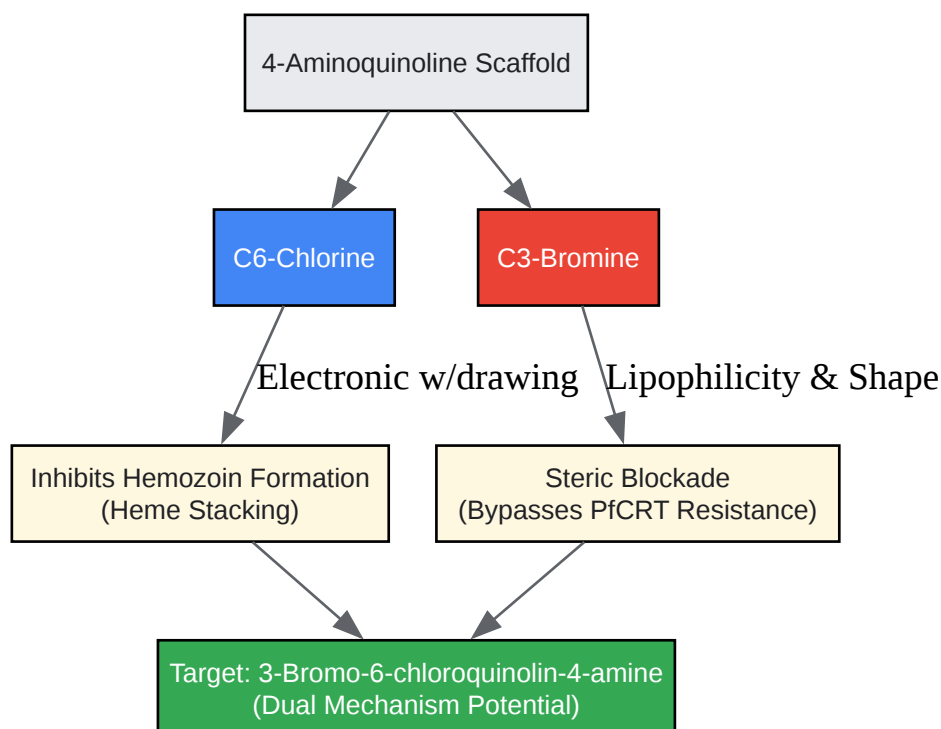 4-Aminoquinoline Scaffold
C6-Chlorine
C3-Bromine
Electronic w/drawing
Lipophilicity & Shape
Inhibits Hemozoin Formation
(Heme Stacking)
Steric Blockade
(Bypasses PfCRT Resistance)
Target: 3-Bromo-6-chloroquinolin-4-amine
(Dual Mechanism Potential)